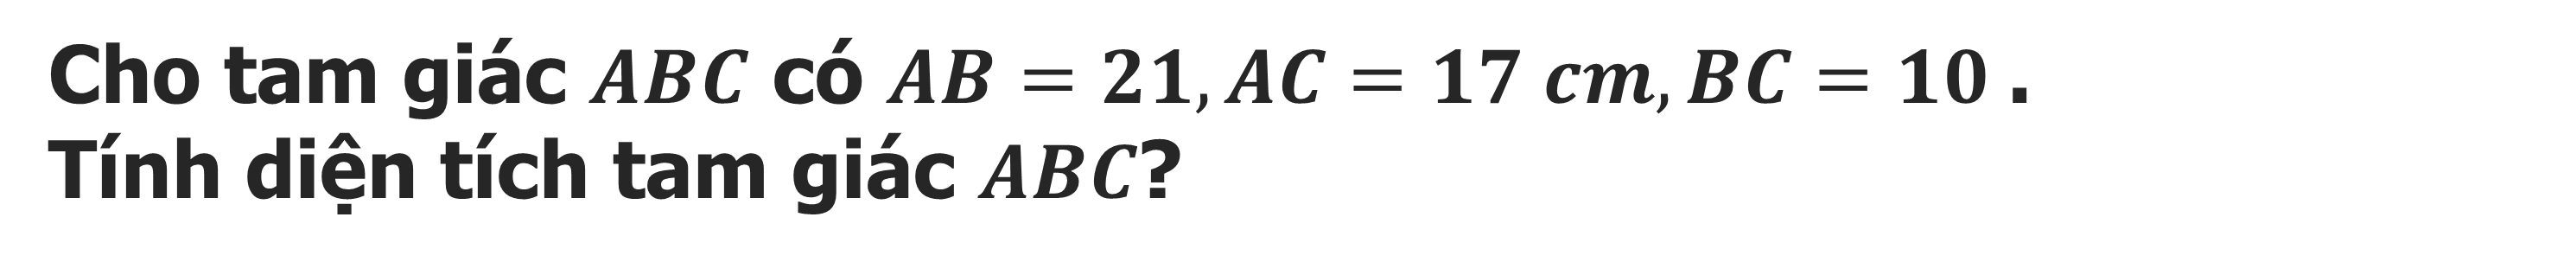 Cho tam giác ABC có AB = 21, AC = 17 cm, BC = 10 .
Tính diện tích tam giác ABC?